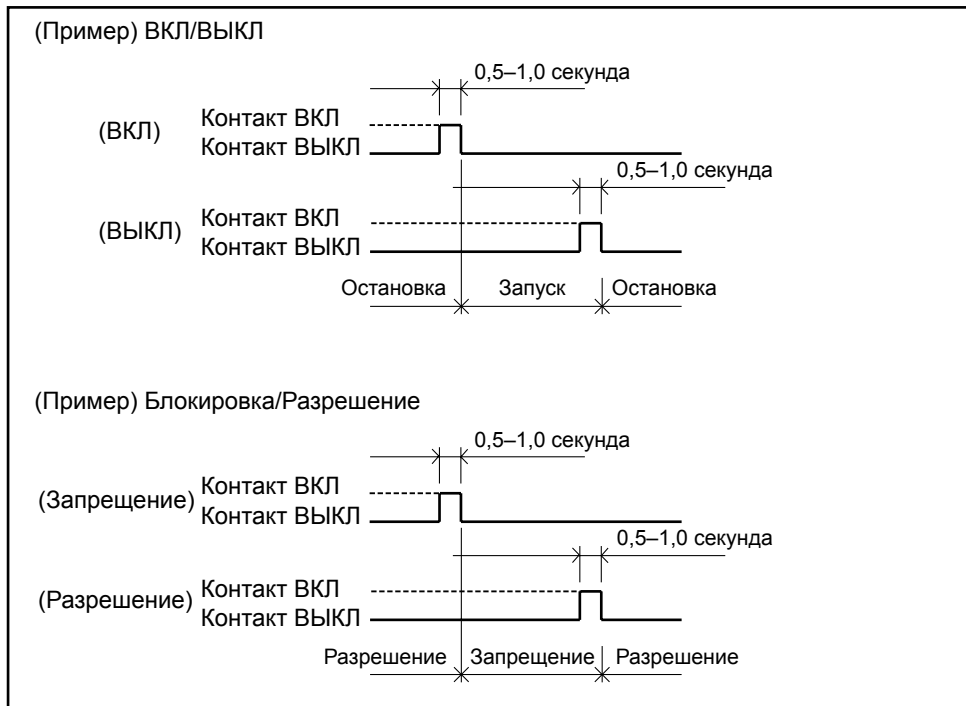 (Пример) ВКЛ/ВЫКЛ
0,5–1,0 секунда
(ВКЛ)
Контакт ВКЛ
Контакт ВЫКЛ
0,5–1,0 секунда
(ВЫКЛ)
Контакт ВКЛ
Контакт ВЫКЛ
Остановка Запуск Остановка
(Пример) Блокировка/Разрешение
0,5–1,0 секунда
(Запрещение)
Контакт ВКЛ
Контакт ВЫКЛ
0,5–1,0 секунда
(Разрешение)
Контакт ВКЛ
Контакт ВЫКЛ
Разрешение Запрещение Разрешение